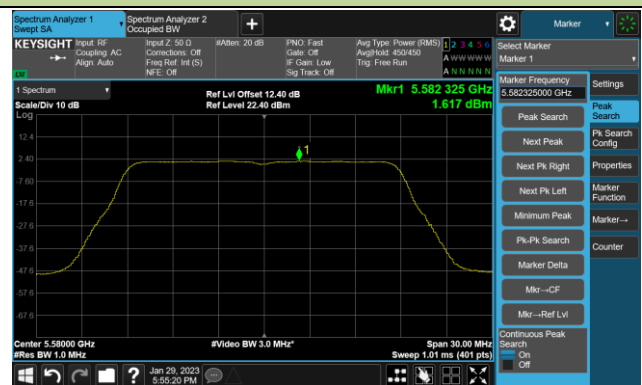 Spectrum Analyzer 1
Swept SA
Spectrum Analyzer 2
Occupied BW
Marker
KEYSIGHT
Input: RF
Coupling: AC
Align: Auto
Input Z: 50 Ω
Corrections: Off
Freq Ref: Int (S)
NFE: Off
#Atten: 20 dB
PNO: Fast
Gate: Off
IF Gain: Low
Sig Track: Off
Avg Type: Power (RMS)
Avg|Hold: 450/450
Trig: Free Run
1 2 3 4 5 6
A W W W W W
A N N N N N
LW
Select Marker
Marker 1
1 Spectrum
Scale/Div 10 dB
Log
Ref Lvl Offset 12.40 dB
Ref Level 22.40 dBm
Mkr1 5.582 325 GHz
1.617 dBm
1
12.4
2.40
-7.60
-17.6
-27.6
-37.6
-47.6
-57.6
-67.6
Center 5.58000 GHz
#Res BW 1.0 MHz
#Video BW 3.0 MHz*
Span 30.00 MHz
Sweep 1.01 ms (401 pts)
Marker Frequency
5.582325000 GHz
Peak Search
Next Peak
Next Pk Right
Next Pk Left
Minimum Peak
Pk-Pk Search
Marker Delta
Mkr→CF
Mkr→Ref Lvl
Continuous Peak
Search
On
Off
Settings
Peak
Search
Pk Search
Config
Properties
Marker
Function
Marker→
Counter
?
Jan 29, 2023
5:55:20 PM